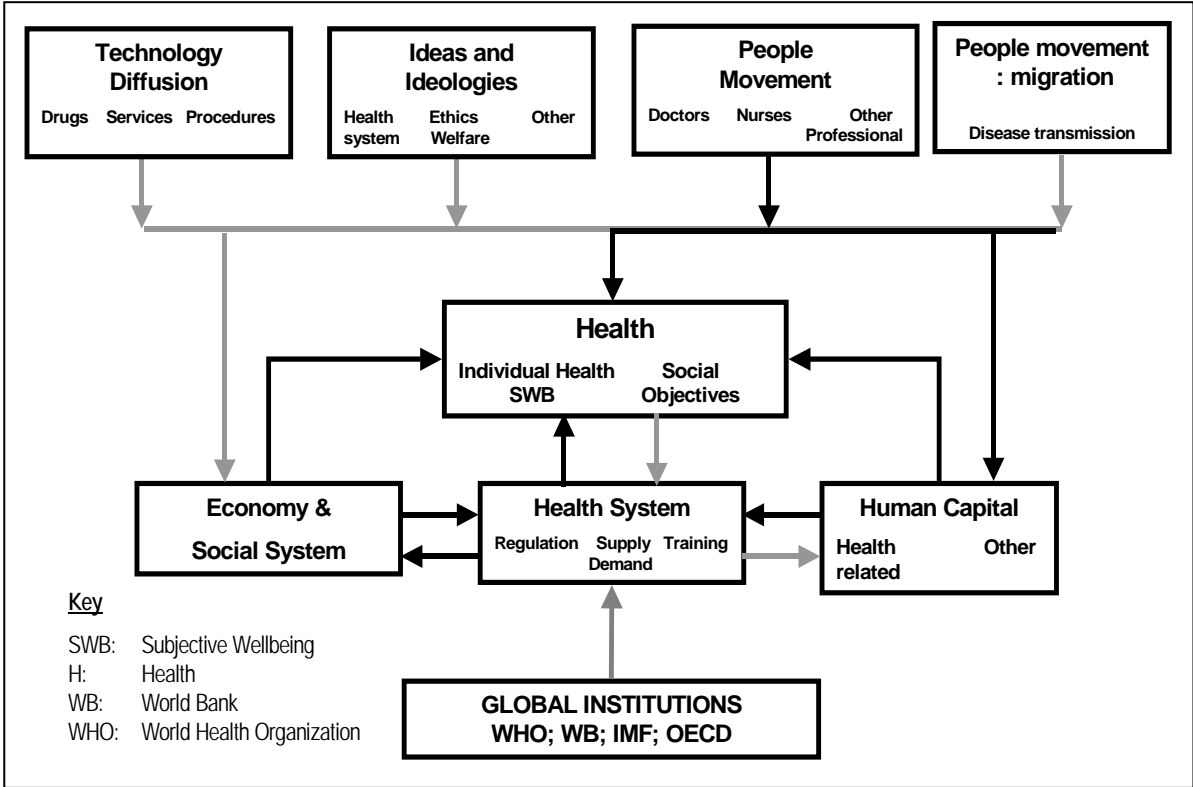 Technology
Diffusion
Drugs Services Procedures
Ideas and
Ideologies
Health Ethics Other
system Welfare
People
Movement
Doctors Nurses Other
Professional
People movement
: migration
Disease transmission
Health
Individual Health Social
SWB Objectives
Economy &
Social System
Health System
Regulation Supply Training
Demand
Human Capital
Health Other
related
Key
SWB: Subjective Wellbeing
H: Health
WB: World Bank
WHO: World Health Organization
GLOBAL INSTITUTIONS
WHO; WB; IMF; OECD